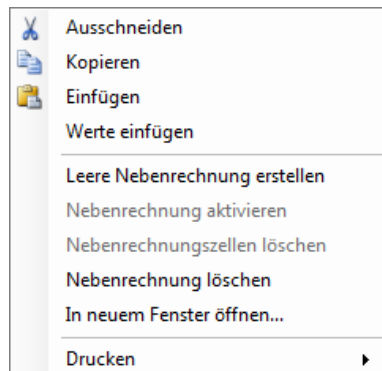 Ausschneiden
Kopieren
Einfügen
Werte einfügen
Leere Nebenrechnung erstellen
Nebenrechnung aktivieren
Nebenrechnungszellen löschen
Nebenrechnung löschen
In neuem Fenster öffnen...
Drucken